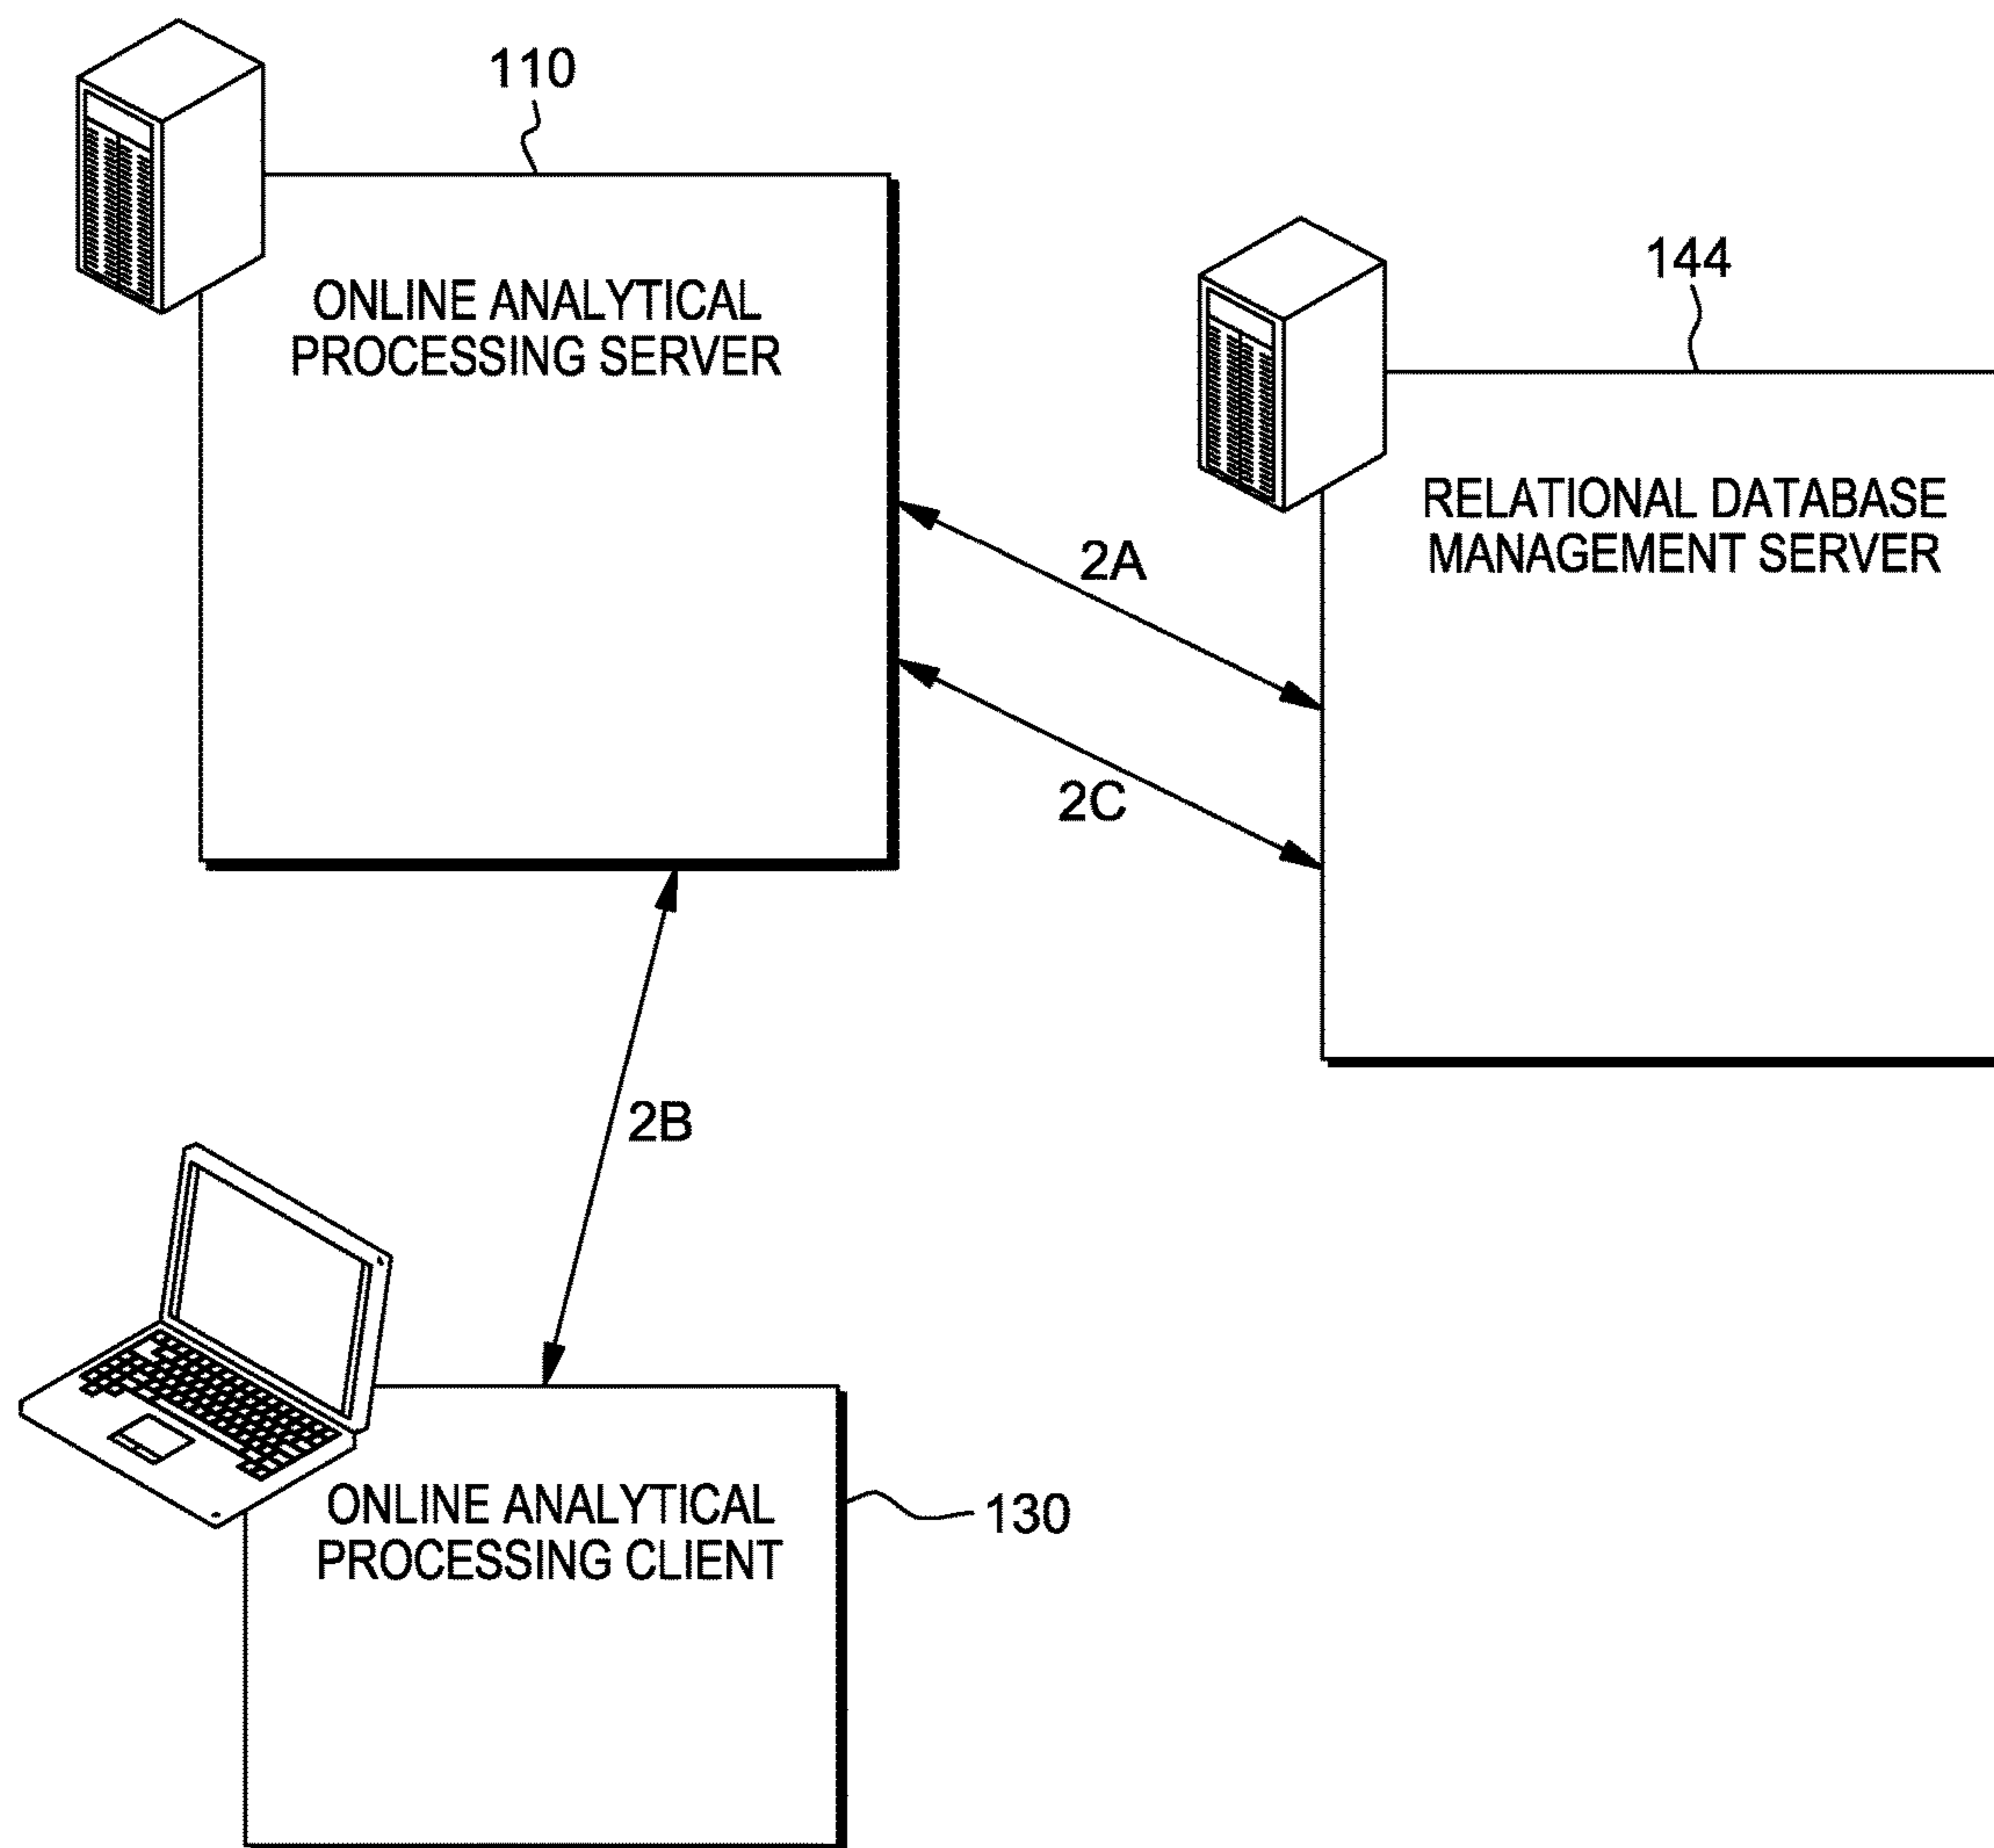 110
ONLINE ANALYTICAL
PROCESSING SERVER
144
RELATIONAL DATABASE
MANAGEMENT SERVER
2A
2C
2B
ONLINE ANALYTICAL
PROCESSING CLIENT
130